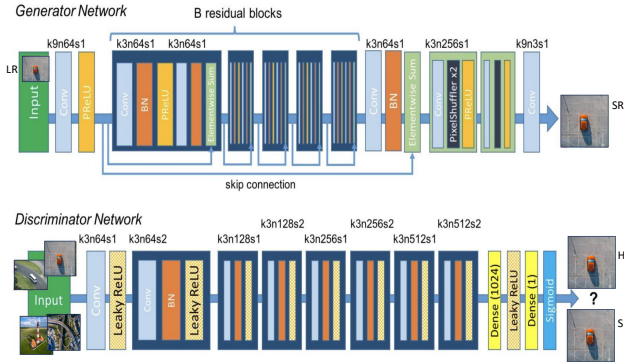 Generator Network
B residual blocks
k9n64s1
k3n64s1
k3n64s1
k3n64s1
k3n256s1
k9n3s1
LR
Input
Conv
PReLU
Conv
BN
PReLU
Elementwise Sum
Conv
BN
Elementwise Sum
Conv
PixelShuffler x2
PReLU
Conv
SR
skip connection
Discriminator Network
k3n128s2
k3n256s2
k3n512s2
k3n64s1
k3n64s2
k3n128s1
k3n256s1
k3n512s1
Input
Conv
Leaky ReLU
Conv
BN
Leaky ReLU
Dense (1024)
Leaky ReLU
Dense (1)
Sigmoid
H
?
S